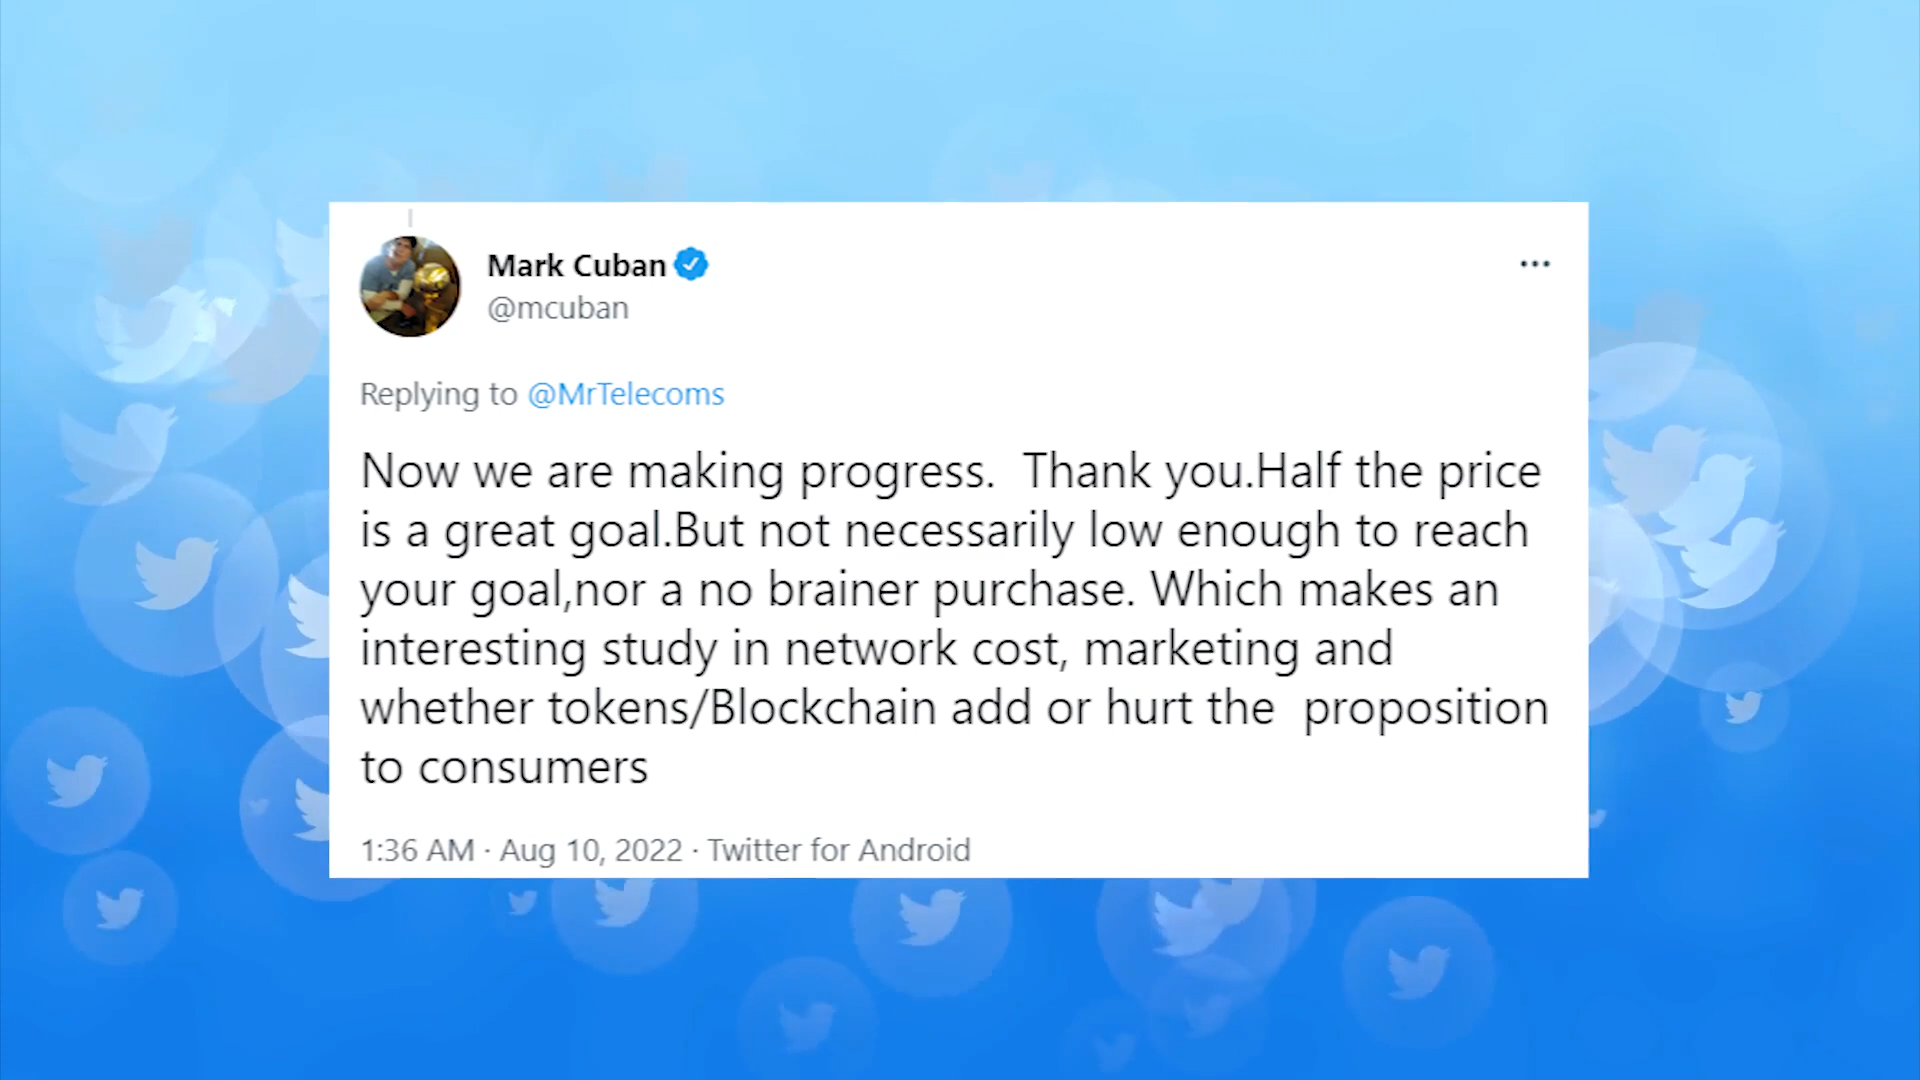 Mark Cuban
@mcuban
Replying to @MrTelecoms
Now we are making progress.  Thank you.Half the price
is a great goal.But not necessarily low enough to reach
your goal,nor a no brainer purchase. Which makes an
interesting study in network cost, marketing and
whether tokens/Blockchain add or hurt the  proposition
to consumers
1:36 AM · Aug 10, 2022 · Twitter for Android